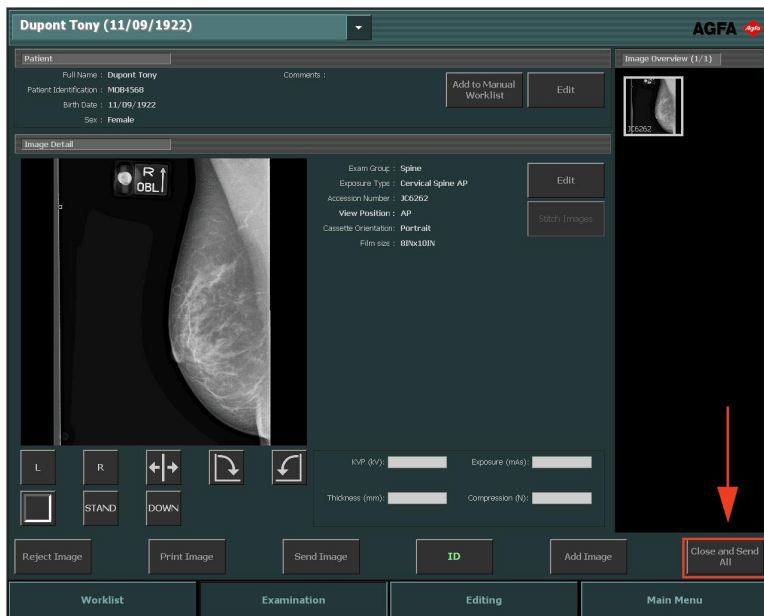 Dupont Tony (11/09/1922)
AGFA
Agfa
Patient
Full Name : Dupont Tony
Comments :
Patient Identification : MOB4568
Birth Date : 11/09/1922
Sex : Female
Add to Manual
Worklist
Edit
Image Overview (1/1)
JC6262
Image Detail
R
OBL
Exam Group : Spine
Exposure Type : Cervical Spine AP
Accession Number : JC6262
View Position : AP
Cassette Orientation: Portrait
Film size : 8INx10IN
Edit
Stitch Images
L
R
STAND
DOWN
KVP (kV):
Exposure (mAs):
Thickness (mm):
Compression (N):
Reject Image
Print Image
Send Image
ID
Add Image
Close and Send
All
Worklist
Examination
Editing
Main Menu